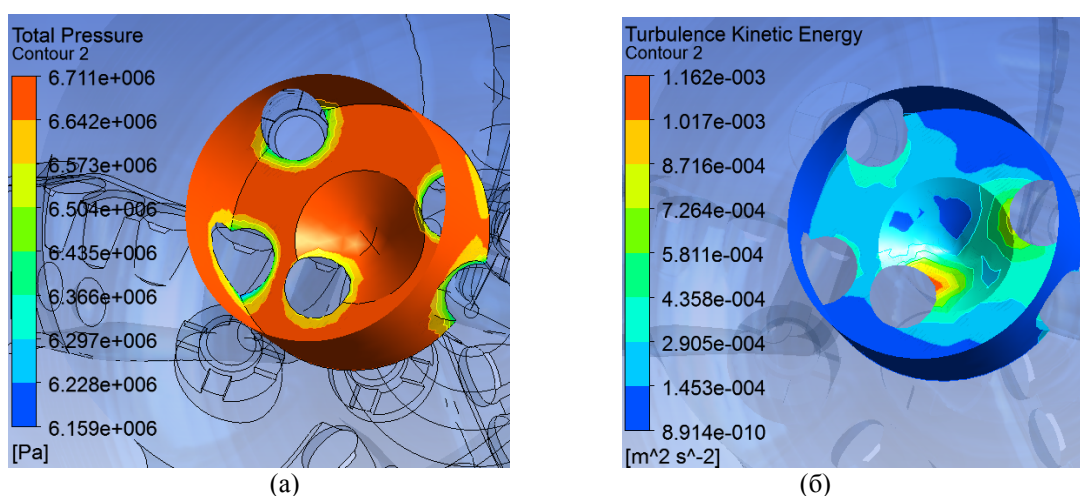 Total Pressure
Contour 2
6.711e+006
6.642e+006
6.573e+006
6.504e+006
6.435e+006
6.366e+006
6.297e+006
6.228e+006
6.159e+006
[Pa]
(а)
Turbulence Kinetic Energy
Contour 2
1.162e-003
1.017e-003
8.716e-004
7.264e-004
5.811e-004
4.358e-004
2.905e-004
1.453e-004
8.914e-010
[m^2 s^-2]
(б)